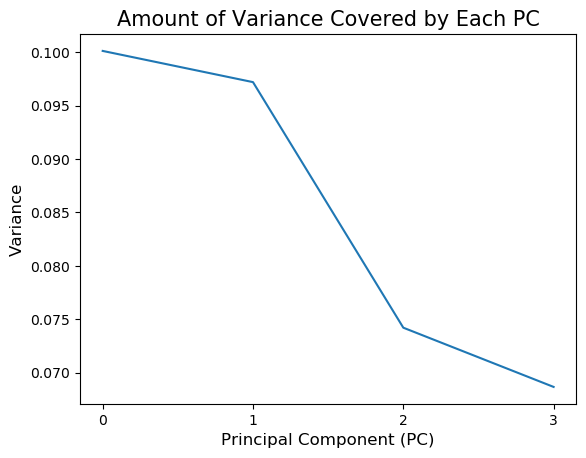 Amount of Variance Covered by Each PC
0.100
0.095
0.090
0.085
0.080
0.075
0.070
Variance
0 1 2 3
Principal Component (PC)